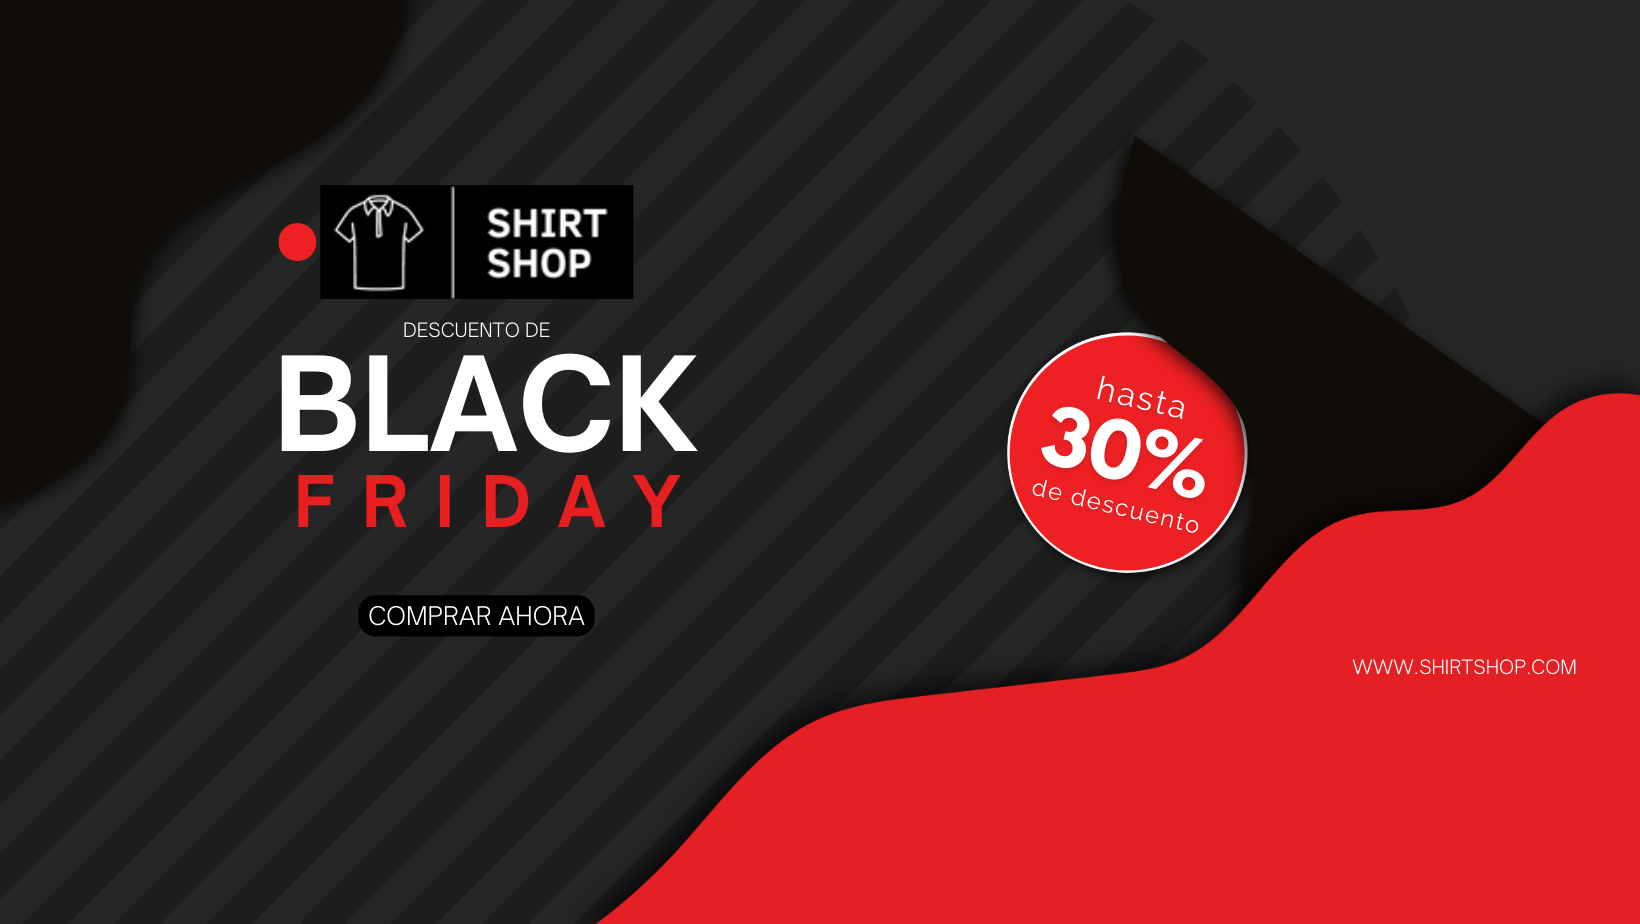 SHIRT
SHOP
DESCUENTO DE
BLACK
FRIDAY
COMPRAR AHORA
hasta
30%
de descuento
WWW.SHIRTSHOP.COM